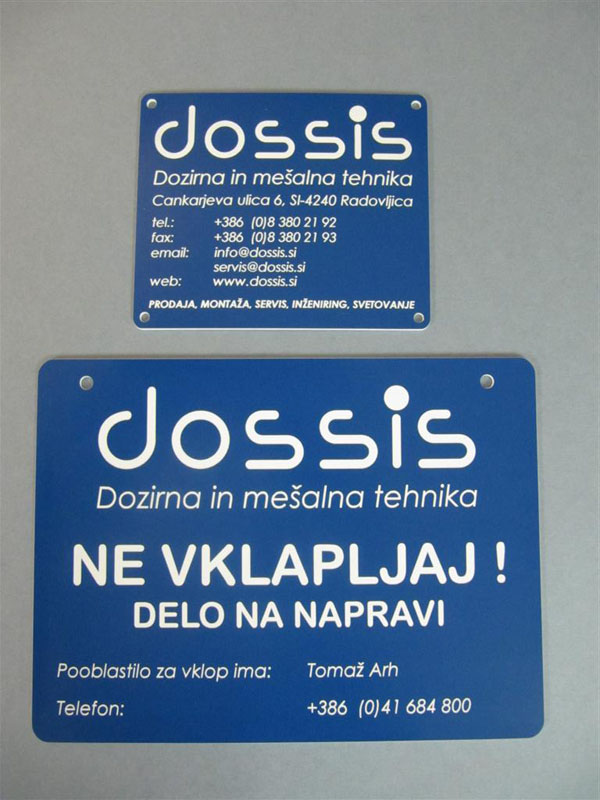 dossis
Dozirna in mešalna tehnika
Cankarjeva ulica 6, SI-4240 Radovljica
tel.: +386 (0)8 380 21 92
fax: +386 (0)8 380 21 93
email: info@dossis.si
servis@dossis.si
web: www.dossis.si
PRODAJA, MONTAŽA, SERVIS, INŽENIRING, SVETOVANJE
dossis
Dozirna in mešalna tehnika
NE VKLAPLJAJ !
DELO NA NAPRAVI
Pooblastilo za vklop ima: Tomaž Arh
Telefon: +386 (0)41 684 800